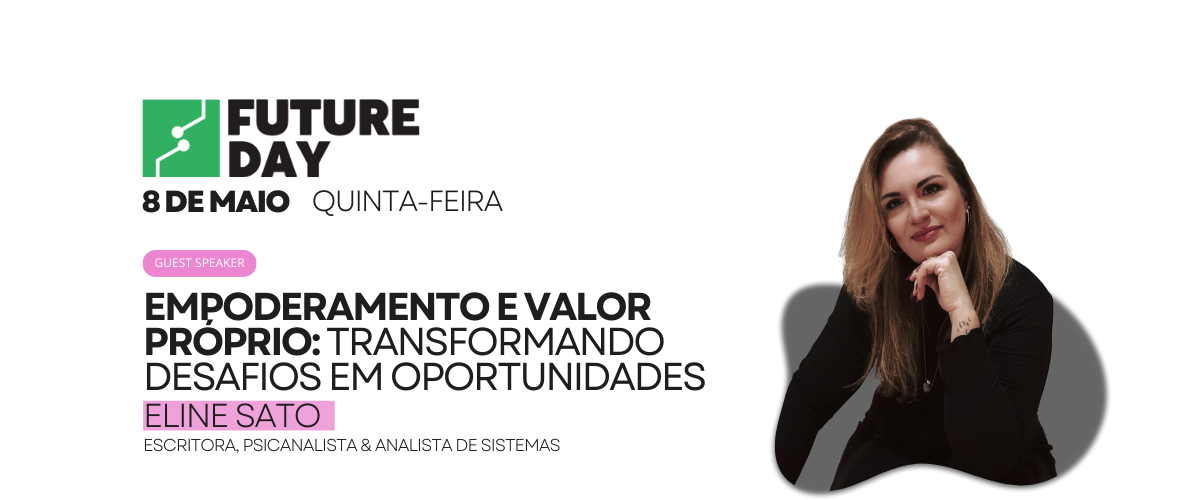 FUTURE
DAY
8 DE MAIO QUINTA-FEIRA
GUEST SPEAKER
EMPODERAMENTO E VALOR
PRÓPRIO: TRANSFORMANDO
DESAFIOS EM OPORTUNIDADES
ELINE SATO
ESCRITORA, PSICANALISTA & ANALISTA DE SISTEMAS